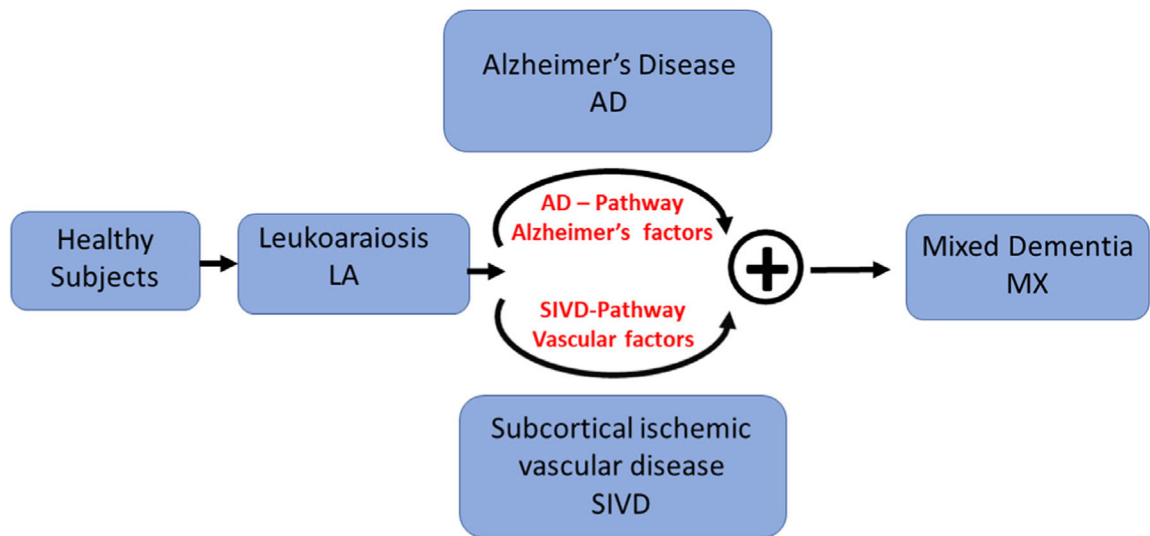 Alzheimer’s Disease
AD
AD – Pathway
Alzheimer’s factors
Healthy
Subjects
Leukoaraiosis
LA
Mixed Dementia
MX
SIVD-Pathway
Vascular factors
Subcortical ischemic
vascular disease
SIVD